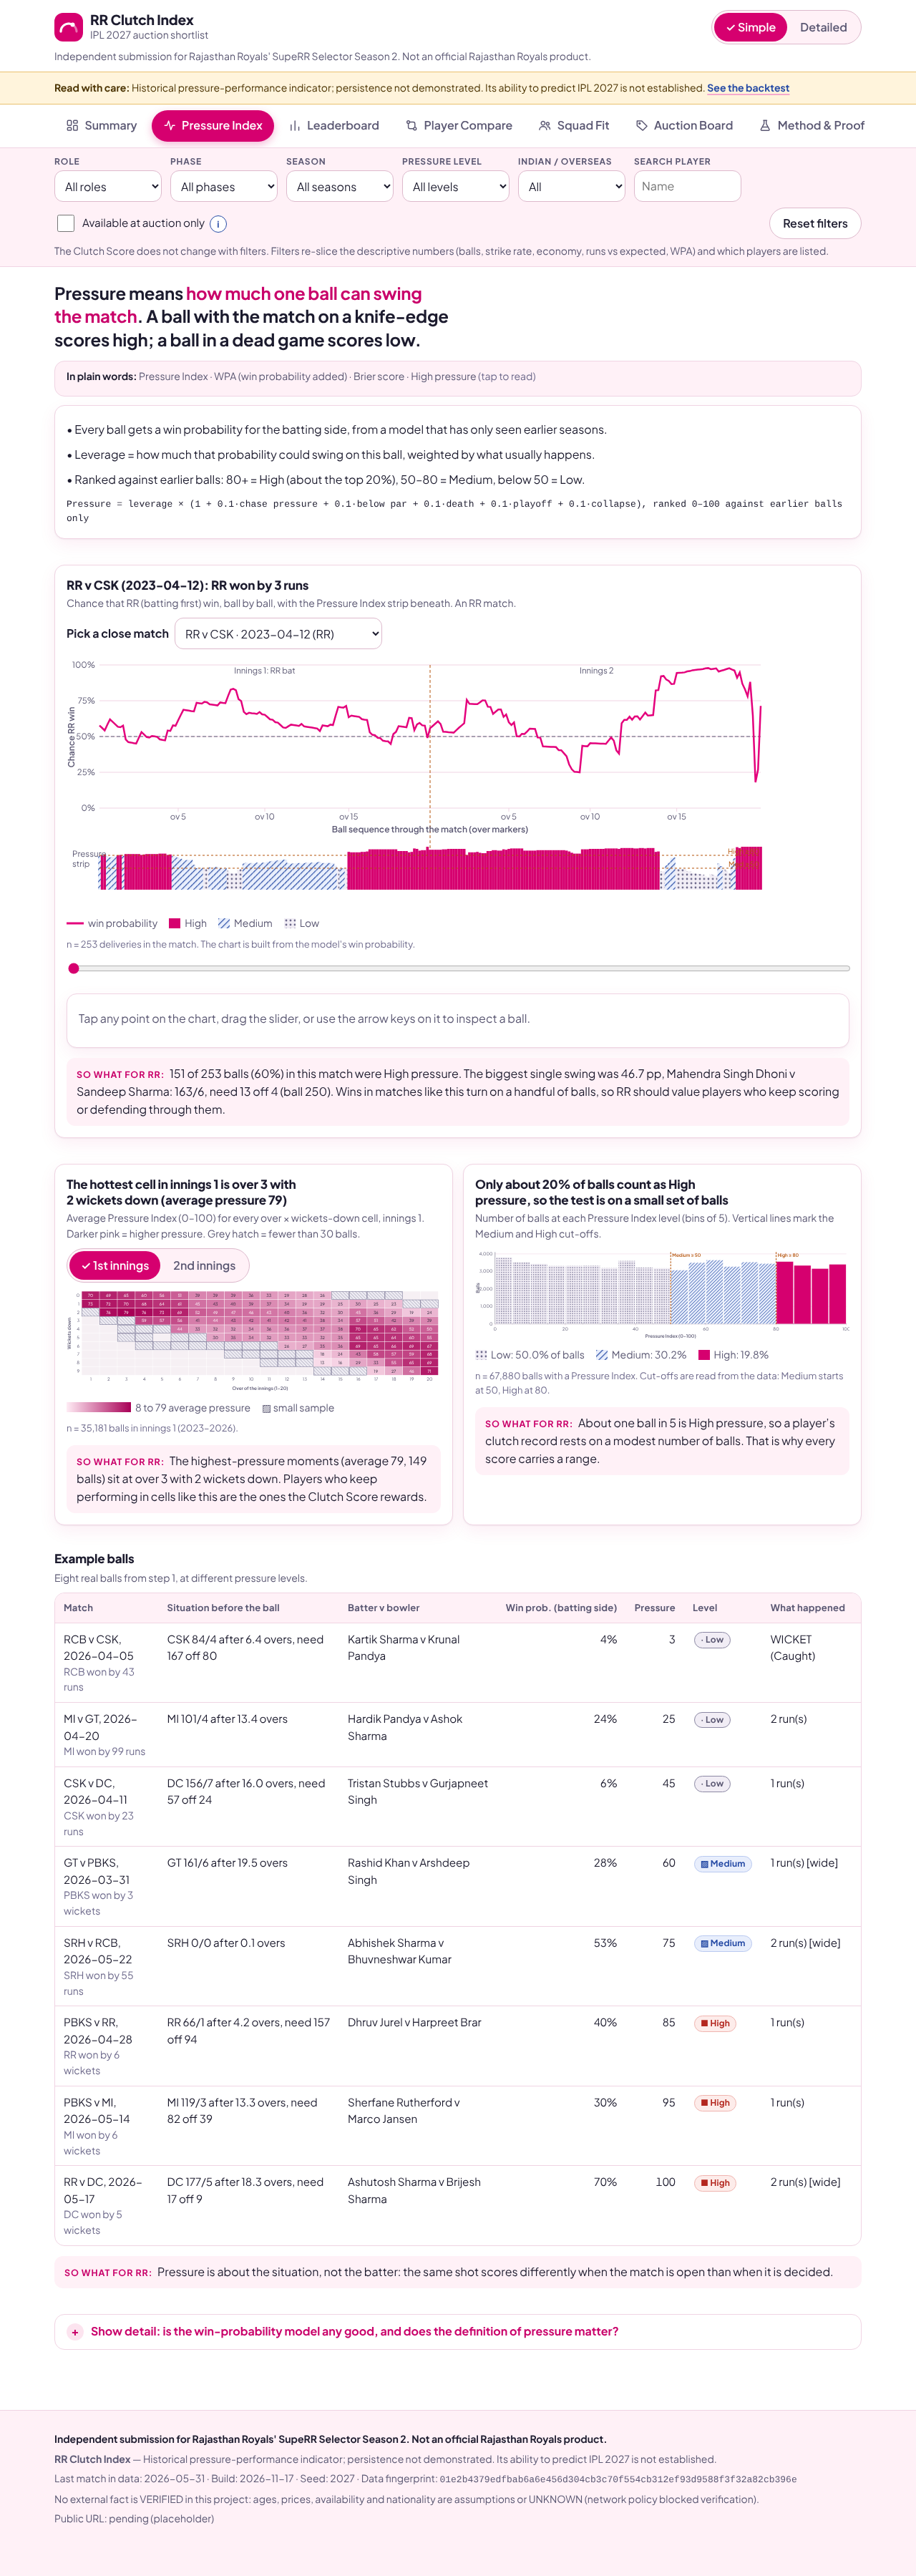 RR Clutch Index
IPL 2027 auction shortlist
✓ Simple
Detailed
Independent submission for Rajasthan Royals' SupeRR Selector Season 2. Not an official Rajasthan Royals product.
Read with care: Historical pressure-performance indicator; persistence not demonstrated. Its ability to predict IPL 2027 is not established. See the backtest
Summary
Pressure Index
Leaderboard
Player Compare
Squad Fit
Auction Board
Method & Proof
ROLE
PHASE
SEASON
PRESSURE LEVEL
INDIAN / OVERSEAS
SEARCH PLAYER
All roles
All phases
All seasons
All levels
All
Name
Available at auction only
i
Reset filters
The Clutch Score does not change with filters. Filters re-slice the descriptive numbers (balls, strike rate, economy, runs vs expected, WPA) and which players are listed.
Pressure means how much one ball can swing
the match. A ball with the match on a knife-edge
scores high; a ball in a dead game scores low.
In plain words: Pressure Index · WPA (win probability added) · Brier score · High pressure (tap to read)
• Every ball gets a win probability for the batting side, from a model that has only seen earlier seasons.
• Leverage = how much that probability could swing on this ball, weighted by what usually happens.
• Ranked against earlier balls: 80+ = High (about the top 20%), 50–80 = Medium, below 50 = Low.
Pressure = leverage × (1 + 0.1·chase pressure + 0.1·below par + 0.1·death + 0.1·playoff + 0.1·collapse), ranked 0–100 against earlier balls
only
RR v CSK (2023-04-12): RR won by 3 runs
Chance that RR (batting first) win, ball by ball, with the Pressure Index strip beneath. An RR match.
Pick a close match
RR v CSK · 2023-04-12 (RR)
Chance RR win
100%
75%
50%
25%
0%
Innings 1: RR bat
Innings 2
ov 5
ov 10
ov 15
ov 5
ov 10
ov 15
Ball sequence through the match (over markers)
Pressure
strip
win probability
High
Medium
Low
n = 253 deliveries in the match. The chart is built from the model's win probability.
Tap any point on the chart, drag the slider, or use the arrow keys on it to inspect a ball.
SO WHAT FOR RR: 151 of 253 balls (60%) in this match were High pressure. The biggest single swing was 46.7 pp, Mahendra Singh Dhoni v
Sandeep Sharma: 163/6, need 13 off 4 (ball 250). Wins in matches like this turn on a handful of balls, so RR should value players who keep scoring
or defending through them.
The hottest cell in innings 1 is over 3 with
2 wickets down (average pressure 79)
Average Pressure Index (0–100) for every over × wickets-down cell, innings 1.
Darker pink = higher pressure. Grey hatch = fewer than 30 balls.
✓ 1st innings
2nd innings
Wickets down
Over of the innings (1–20)
8 to 79 average pressure
small sample
n = 35,181 balls in innings 1 (2023–2026).
SO WHAT FOR RR: The highest-pressure moments (average 79, 149
balls) sit at over 3 with 2 wickets down. Players who keep
performing in cells like this are the ones the Clutch Score rewards.
Only about 20% of balls count as High
pressure, so the test is on a small set of balls
Number of balls at each Pressure Index level (bins of 5). Vertical lines mark the
Medium and High cut-offs.
Balls
4,000
3,000
2,000
1,000
0
Medium ≥ 50
High ≥ 80
0
20
40
60
80
Pressure Index (0–100)
Low: 50.0% of balls
Medium: 30.2%
High: 19.8%
n = 67,880 balls with a Pressure Index. Cut-offs are read from the data: Medium starts
at 50, High at 80.
SO WHAT FOR RR: About one ball in 5 is High pressure, so a player's
clutch record rests on a modest number of balls. That is why every
score carries a range.
Example balls
Eight real balls from step 1, at different pressure levels.
Match
Situation before the ball
Batter v bowler
Win prob. (batting side)
Pressure
Level
What happened
RCB v CSK,
2026-04-05
RCB won by 43
runs
CSK 84/4 after 6.4 overs, need
167 off 80
Kartik Sharma v Krunal
Pandya
4%
3
· Low
WICKET
(Caught)
MI v GT, 2026-
04-20
MI won by 99 runs
MI 101/4 after 13.4 overs
Hardik Pandya v Ashok
Sharma
24%
25
· Low
2 run(s)
CSK v DC,
2026-04-11
CSK won by 23
runs
DC 156/7 after 16.0 overs, need
57 off 24
Tristan Stubbs v Gurjapneet
Singh
6%
45
· Low
1 run(s)
GT v PBKS,
2026-03-31
PBKS won by 3
wickets
GT 161/6 after 19.5 overs
Rashid Khan v Arshdeep
Singh
28%
60
Medium
1 run(s) [wide]
SRH v RCB,
2026-05-22
SRH won by 55
runs
SRH 0/0 after 0.1 overs
Abhishek Sharma v
Bhuvneshwar Kumar
53%
75
Medium
2 run(s) [wide]
PBKS v RR,
2026-04-28
RR won by 6
wickets
RR 66/1 after 4.2 overs, need 157
off 94
Dhruv Jurel v Harpreet Brar
40%
85
High
1 run(s)
PBKS v MI,
2026-05-14
MI won by 6
wickets
MI 119/3 after 13.3 overs, need
82 off 39
Sherfane Rutherford v
Marco Jansen
30%
95
High
1 run(s)
RR v DC, 2026-
05-17
DC won by 5
wickets
DC 177/5 after 18.3 overs, need
17 off 9
Ashutosh Sharma v Brijesh
Sharma
70%
100
High
2 run(s) [wide]
SO WHAT FOR RR: Pressure is about the situation, not the batter: the same shot scores differently when the match is open than when it is decided.
+ Show detail: is the win-probability model any good, and does the definition of pressure matter?
Independent submission for Rajasthan Royals' SupeRR Selector Season 2. Not an official Rajasthan Royals product.
RR Clutch Index — Historical pressure-performance indicator; persistence not demonstrated. Its ability to predict IPL 2027 is not established.
Last match in data: 2026-05-31 · Build: 2026-11-17 · Seed: 2027 · Data fingerprint: 01e2b4379edfbab6a6e456d304cb3c70f554cb312ef93d9588f3f32a82cb396e
No external fact is VERIFIED in this project: ages, prices, availability and nationality are assumptions or UNKNOWN (network policy blocked verification).
Public URL: pending (placeholder)